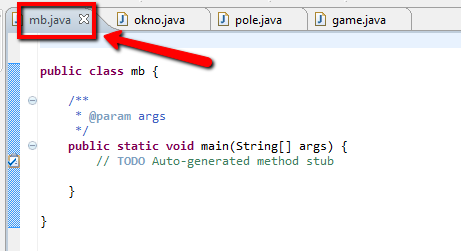 mb.java okno.java pole.java game.java
public class mb {
/**
* @param args
*/
public static void main(String[] args) {
// TODO Auto-generated method stub
}
}